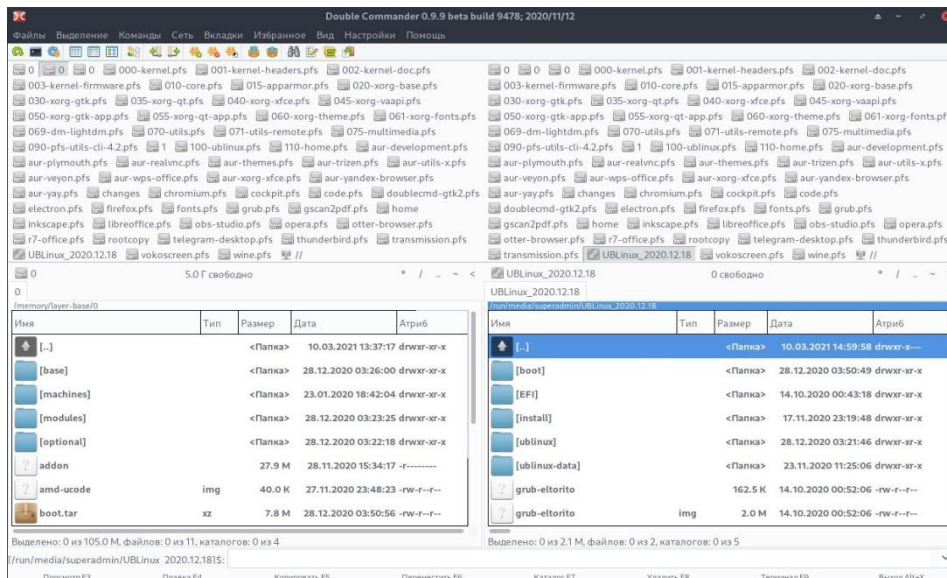 Double Commander 0.9.9 beta build 9478; 2020/11/12
Файлы Выделение Команды Сеть Вкладки Избранное Вид Настройки Помощь
0 0 0 000-kernel.pfs 001-kernel-headers.pfs 002-kernel-doc.pfs
003-kernel-firmware.pfs 010-core.pfs 015-apparmor.pfs 020-xorg-base.pfs
030-xorg-gtk.pfs 035-xorg-qt.pfs 040-xorg-xfce.pfs 045-xorg-vaapi.pfs
050-xorg-gtk-app.pfs 055-xorg-qt-app.pfs 060-xorg-theme.pfs 061-xorg-fonts.pfs
069-dm-lightdm.pfs 070-utils.pfs 071-utils-remote.pfs 075-multimedia.pfs
090-pfs-utils-cli-4.2.pfs 1 100-ublinux.pfs 110-home.pfs aur-development.pfs
aur-plymouth.pfs aur-realvnc.pfs aur-themes.pfs aur-trizen.pfs aur-utils-x.pfs
aur-veyon.pfs aur-wps-office.pfs aur-xorg-xfce.pfs aur-yandex-browser.pfs
aur-yay.pfs changes chromium.pfs cockpit.pfs code.pfs doublecmd-gtk2.pfs
electron.pfs firefox.pfs fonts.pfs grub.pfs gscan2pdf.pfs home
inkscape.pfs libreoffice.pfs obs-studio.pfs opera.pfs otter-browser.pfs
r7-office.pfs rootcopy telegram-desktop.pfs thunderbird.pfs transmission.pfs
UBLinux_2020.12.18 vokoscreen.pfs wine.pfs //
0 5.0 Г свободно * / .. ~ <
0
/memory/layer-base/0
Имя Тип Размер Дата Атриб
[..] <Папка> 10.03.2021 13:37:17 drwxr-xr-x
[base] <Папка> 28.12.2020 03:26:00 drwxr-xr-x
[machines] <Папка> 23.01.2020 18:42:04 drwxr-xr-x
[modules] <Папка> 28.12.2020 03:23:25 drwxr-xr-x
[optional] <Папка> 28.12.2020 03:22:18 drwxr-xr-x
addon 27.9 M 28.11.2020 15:34:17 -r--------
amd-ucode img 40.0 K 27.11.2020 23:48:23 -rw-r--r--
boot.tar xz 7.8 M 28.12.2020 03:50:56 -rw-r--r--
Выделено: 0 из 105.0 M, файлов: 0 из 11, каталогов: 0 из 4
0 0 0 000-kernel.pfs 001-kernel-headers.pfs 002-kernel-doc.pfs
003-kernel-firmware.pfs 010-core.pfs 015-apparmor.pfs 020-xorg-base.pfs
030-xorg-gtk.pfs 035-xorg-qt.pfs 040-xorg-xfce.pfs 045-xorg-vaapi.pfs
050-xorg-gtk-app.pfs 055-xorg-qt-app.pfs 060-xorg-theme.pfs 061-xorg-fonts.pf
069-dm-lightdm.pfs 070-utils.pfs 071-utils-remote.pfs 075-multimedia.pfs
090-pfs-utils-cli-4.2.pfs 1 100-ublinux.pfs 110-home.pfs aur-development.pfs
aur-plymouth.pfs aur-realvnc.pfs aur-themes.pfs aur-trizen.pfs aur-utils-x.pfs
aur-veyon.pfs aur-wps-office.pfs aur-xorg-xfce.pfs aur-yandex-browser.pfs
aur-yay.pfs changes chromium.pfs cockpit.pfs code.pfs
doublecmd-gtk2.pfs electron.pfs firefox.pfs fonts.pfs grub.pfs
gscan2pdf.pfs home inkscape.pfs libreoffice.pfs obs-studio.pfs opera.pfs
otter-browser.pfs r7-office.pfs rootcopy telegram-desktop.pfs thunderbird.pfs
transmission.pfs UBLinux_2020.12.18 vokoscreen.pfs wine.pfs //
UBLinux_2020.12.18 0 свободно * / .. ~
UBLinux_2020.12.18
/run/media/superadmin/UBLinux_2020.12.18
Имя Тип Размер Дата Атриб
[..] <Папка> 10.03.2021 14:59:58 drwxr-x---
[boot] <Папка> 28.12.2020 03:50:49 drwxr-xr-x
[EFI] <Папка> 14.10.2020 00:43:18 drwxr-xr-x
[install] <Папка> 17.11.2020 23:19:48 drwxr-xr-x
[ublinux] <Папка> 28.12.2020 03:21:46 drwxr-xr-x
[ublinux-data] <Папка> 23.11.2020 11:25:06 drwxr-xr-x
grub-eltorito 162.5 K 14.10.2020 00:52:06 -rw-r--r--
grub-eltorito img 2.0 M 14.10.2020 00:52:06 -rw-r--r--
Выделено: 0 из 2.1 M, файлов: 0 из 2, каталогов: 0 из 5
[/run/media/superadmin/UBLinux_2020.12.18]$:
Просмотр F3 Правка F4 Копировать F5 Переместить F6 Каталог F7 Удалить F8 Терминал F9 Выход Alt+X